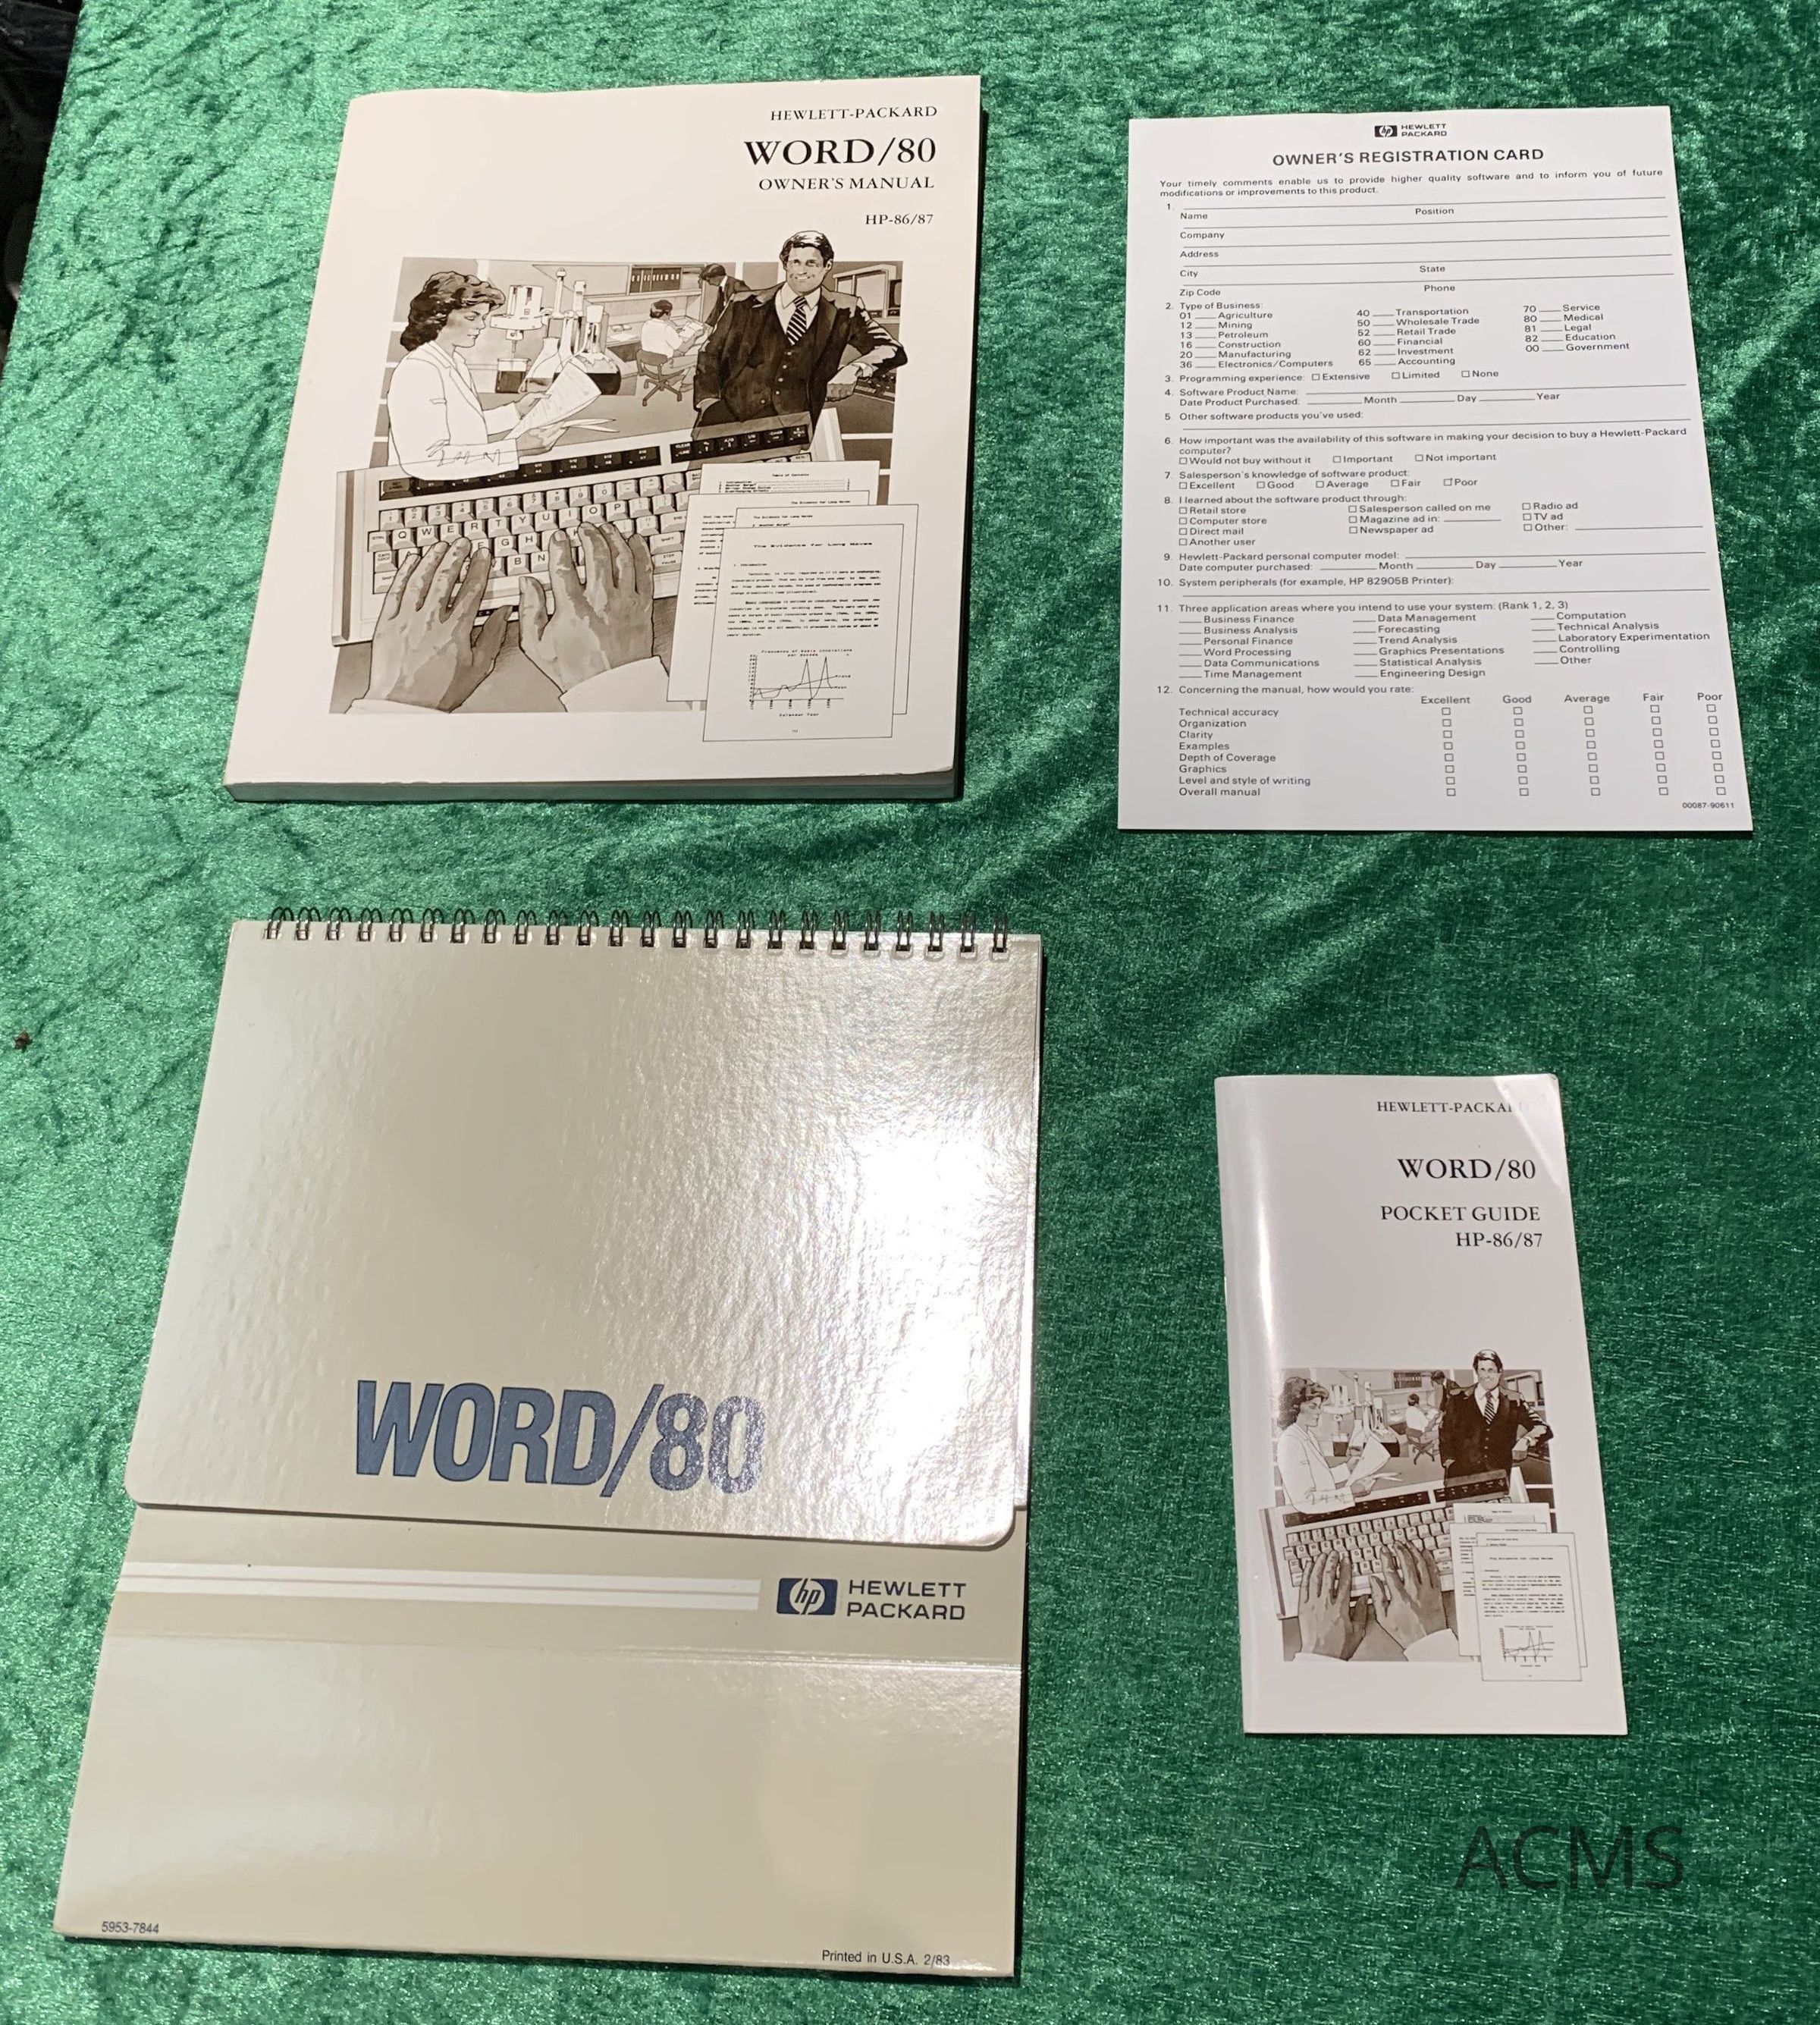 HEWLETT-PACKARD
WORD/80
OWNER'S MANUAL
HP-86/87
Table of Contents
The Evidence for Long Waves
Q W E R T Y U I O P
G H
B N
hp HEWLETT
PACKARD
OWNER'S REGISTRATION CARD
Your timely comments enable us to provide higher quality software and to inform you of future
modifications or improvements to this product.
1.
Name Position
Company
Address
City State
Zip Code Phone
2. Type of Business:
01 Agriculture 40 Transportation 70 Service
12 Mining 50 Wholesale Trade 80 Medical
13 Petroleum 52 Retail Trade 81 Legal
16 Construction 60 Financial 82 Education
20 Manufacturing 62 Investment 00 Government
36 Electronics/Computers 65 Accounting
3. Programming experience: Extensive Limited None
4. Software Product Name:
Date Product Purchased: Month Day Year
5. Other software products you've used:
6. How important was the availability of this software in making your decision to buy a Hewlett-Packard
computer?
Would not buy without it Important Not important
7. Salesperson's knowledge of software product:
Excellent Good Average Fair Poor
8. I learned about the software product through:
Retail store Salesperson called on me Radio ad
Computer store Magazine ad in: TV ad
Direct mail Newspaper ad Other:
Another user
9. Hewlett-Packard personal computer model:
Date computer purchased: Month Day Year
10. System peripherals (for example, HP 82905B Printer):
11. Three application areas where you intend to use your system: (Rank 1, 2, 3)
Business Finance Data Management Computation
Business Analysis Forecasting Technical Analysis
Personal Finance Trend Analysis Laboratory Experimentation
Word Processing Graphics Presentations Controlling
Data Communications Statistical Analysis Other
Time Management Engineering Design
12. Concerning the manual, how would you rate:
Excellent Good Average Fair Poor
Technical accuracy
Organization
Clarity
Examples
Depth of Coverage
Graphics
Level and style of writing
Overall manual
00087-90611
WORD/80
hp HEWLETT
PACKARD
5953-7844
Printed in U.S.A. 2/83
HEWLETT-PACKA
WORD/80
POCKET GUIDE
HP-86/87
ACMS